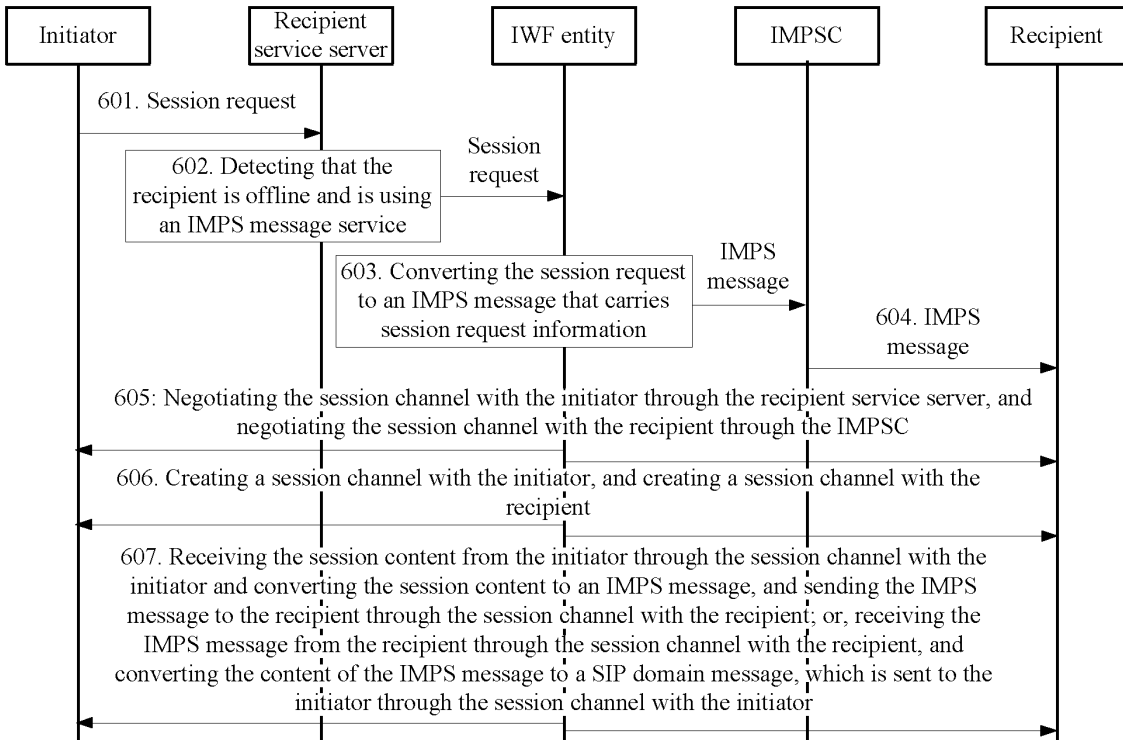 Initiator
Recipient
service server
IWF entity
IMPSC
Recipient
601. Session request
602. Detecting that the
recipient is offline and is using
an IMPS message service
Session
request
603. Converting the session request
to an IMPS message that carries
session request information
IMPS
message
604. IMPS
message
605: Negotiating the session channel with the initiator through the recipient service server, and
negotiating the session channel with the recipient through the IMPSC
606. Creating a session channel with the initiator, and creating a session channel with the
recipient
607. Receiving the session content from the initiator through the session channel with the
initiator and converting the session content to an IMPS message, and sending the IMPS
message to the recipient through the session channel with the recipient; or, receiving the
IMPS message from the recipient through the session channel with the recipient, and
converting the content of the IMPS message to a SIP domain message, which is sent to the
initiator through the session channel with the initiator